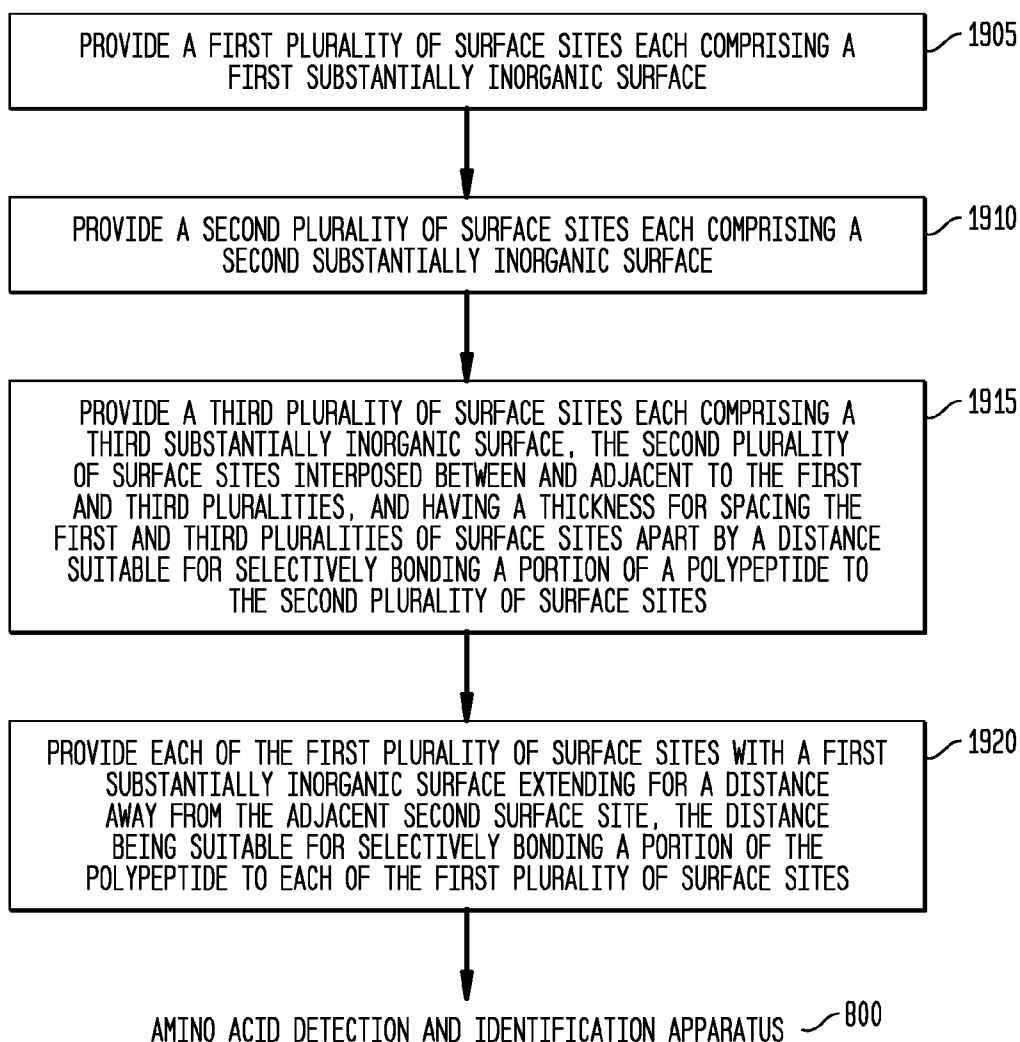 PROVIDE A FIRST PLURALITY OF SURFACE SITES EACH COMPRISING A
FIRST SUBSTANTIALLY INORGANIC SURFACE
1905
PROVIDE A SECOND PLURALITY OF SURFACE SITES EACH COMPRISING A
SECOND SUBSTANTIALLY INORGANIC SURFACE
1910
PROVIDE A THIRD PLURALITY OF SURFACE SITES EACH COMPRISING A
THIRD SUBSTANTIALLY INORGANIC SURFACE, THE SECOND PLURALITY
OF SURFACE SITES INTERPOSED BETWEEN AND ADJACENT TO THE FIRST
AND THIRD PLURALITIES, AND HAVING A THICKNESS FOR SPACING THE
FIRST AND THIRD PLURALITIES OF SURFACE SITES APART BY A DISTANCE
SUITABLE FOR SELECTIVELY BONDING A PORTION OF A POLYPEPTIDE TO
THE SECOND PLURALITY OF SURFACE SITES
1915
PROVIDE EACH OF THE FIRST PLURALITY OF SURFACE SITES WITH A FIRST
SUBSTANTIALLY INORGANIC SURFACE EXTENDING FOR A DISTANCE
AWAY FROM THE ADJACENT SECOND SURFACE SITE, THE DISTANCE
BEING SUITABLE FOR SELECTIVELY BONDING A PORTION OF THE
POLYPEPTIDE TO EACH OF THE FIRST PLURALITY OF SURFACE SITES
1920
AMINO ACID DETECTION AND IDENTIFICATION APPARATUS 800